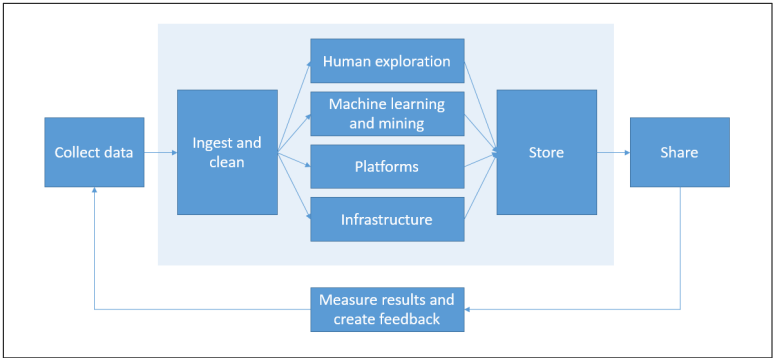 Collect data
Ingest and
clean
Human exploration
Machine learning
and mining
Platforms
Infrastructure
Store
Share
Measure results and
create feedback